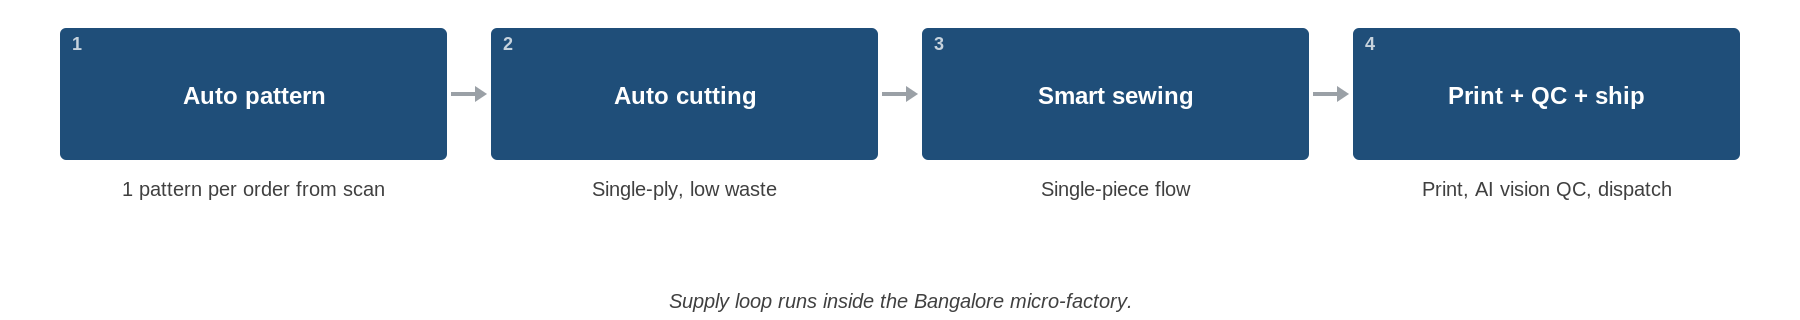 1
Auto pattern
1 pattern per order from scan
2
Auto cutting
Single-ply, low waste
3
Smart sewing
Single-piece flow
4
Print + QC + ship
Print, AI vision QC, dispatch
Supply loop runs inside the Bangalore micro-factory.